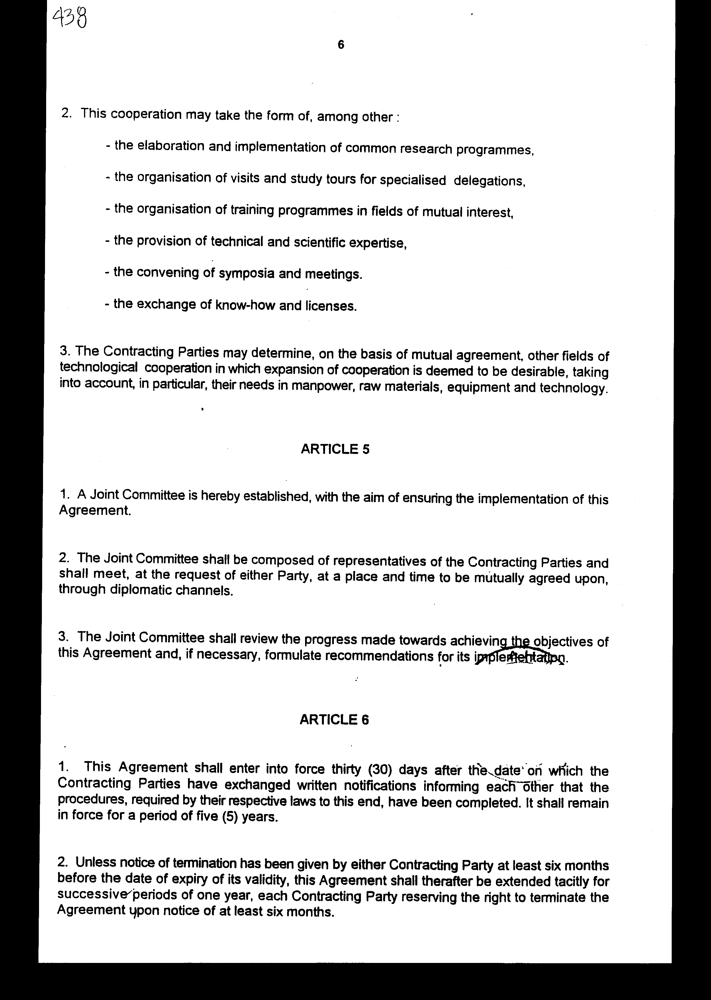 438
6
2. This cooperation may take the form of, among other :
- the elaboration and implementation of common research programmes,
- the organisation of visits and study tours for specialised delegations,
- the organisation of training programmes in fields of mutual interest,
- the provision of technical and scientific expertise,
- the convening of symposia and meetings.
- the exchange of know-how and licenses.
3. The Contracting Parties may determine, on the basis of mutual agreement, other fields of
technological cooperation in which expansion of cooperation is deemed to be desirable, taking
into account, in particular, their needs in manpower, raw materials, equipment and technology.
ARTICLE 5
1. A Joint Committee is hereby established, with the aim of ensuring the implementation of this
Agreement.
2. The Joint Committee shall be composed of representatives of the Contracting Parties and
shall meet, at the request of either Party, at a place and time to be mutually agreed upon,
through diplomatic channels.
3. The Joint Committee shall review the progress made towards achieving the objectives of
this Agreement and, if necessary, formulate recommendations for its implementation.
ARTICLE 6
1. This Agreement shall enter into force thirty (30) days after the date on which the
Contracting Parties have exchanged written notifications informing each other that the
procedures, required by their respective laws to this end, have been completed. It shall remain
in force for a period of five (5) years.
2. Unless notice of termination has been given by either Contracting Party at least six months
before the date of expiry of its validity, this Agreement shall therafter be extended tacitly for
successive periods of one year, each Contracting Party reserving the right to terminate the
Agreement upon notice of at least six months.